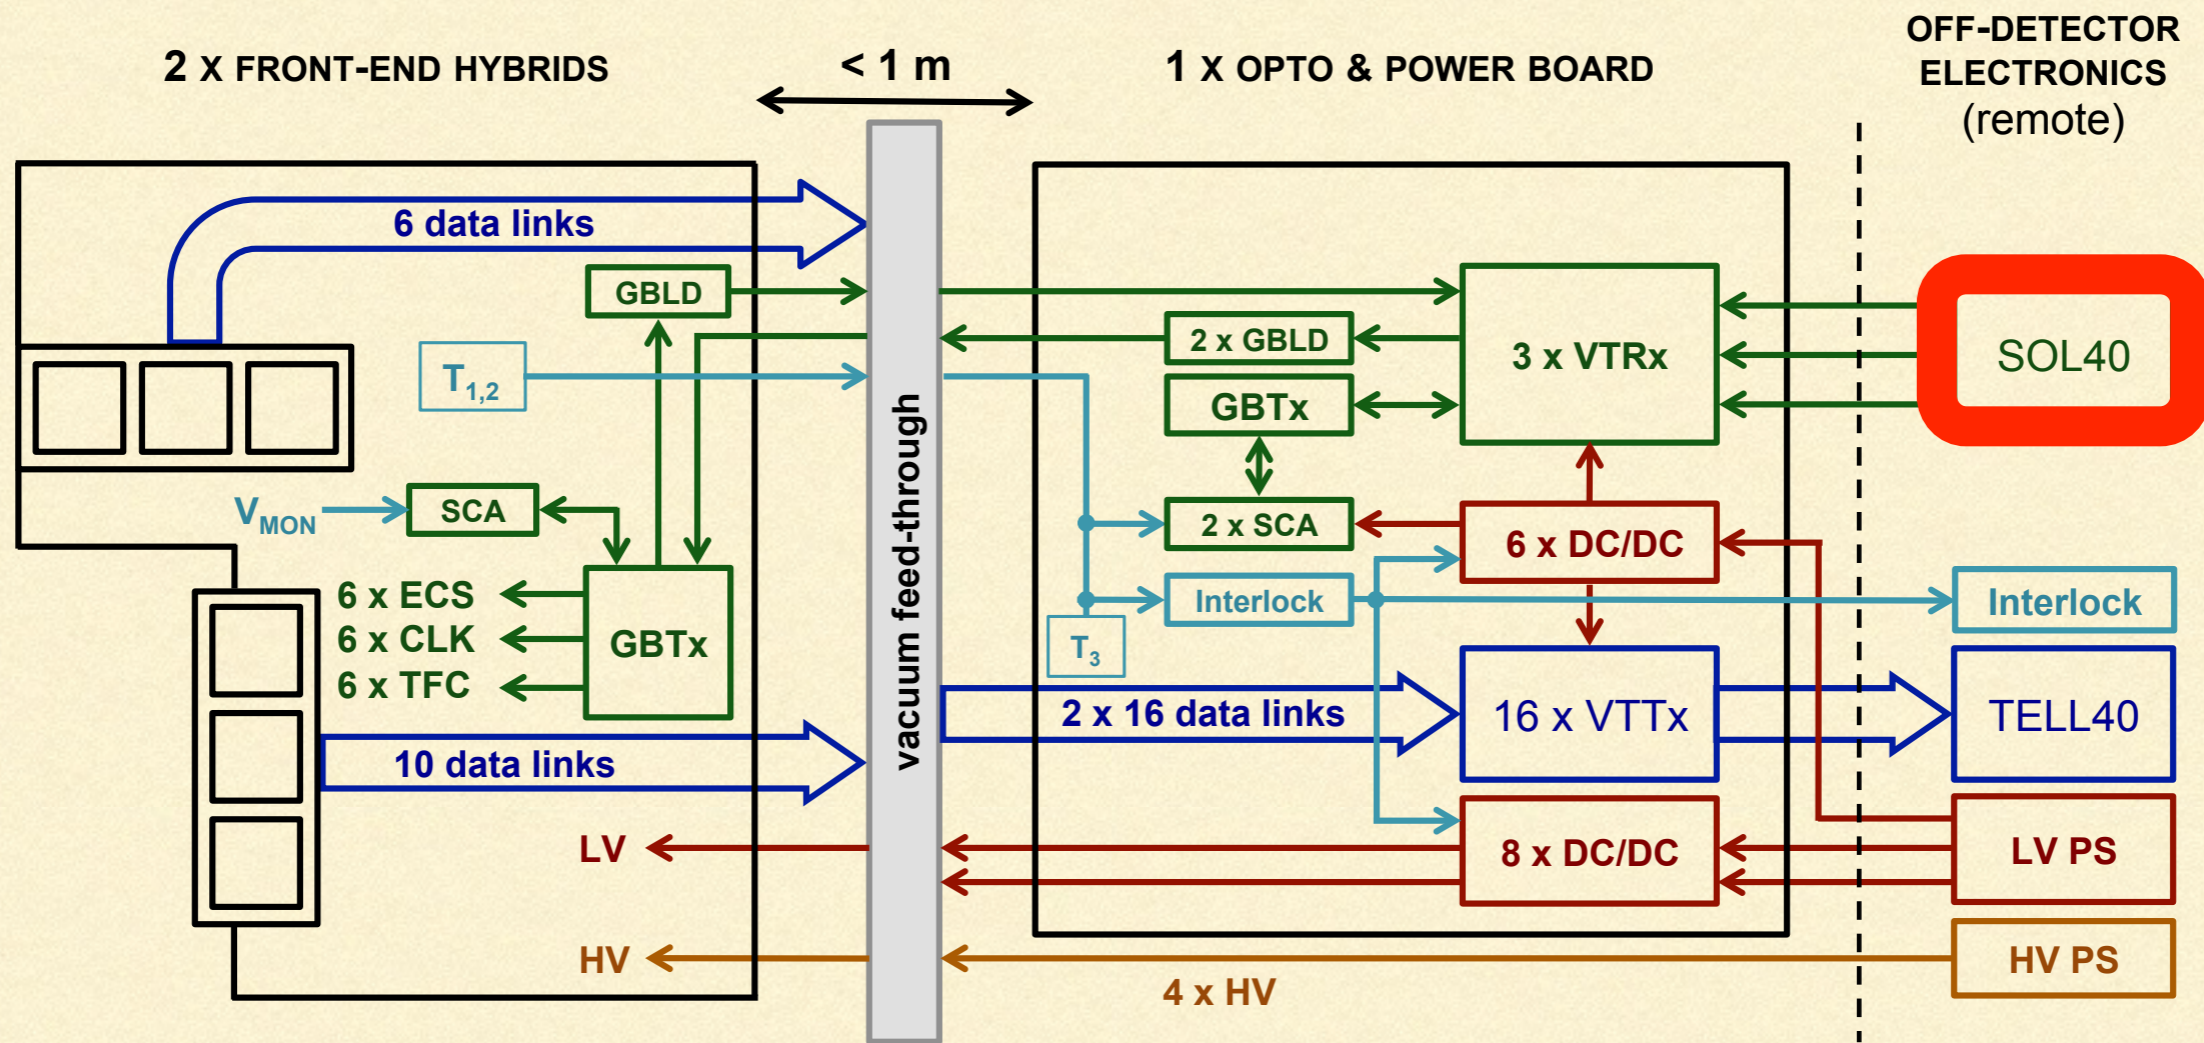 2 X FRONT-END HYBRIDS
< 1 m
1 X OPTO & POWER BOARD
OFF-DETECTOR
ELECTRONICS
(remote)
6 data links
GBLD
T1,2
VMON
SCA
6 x ECS
6 x CLK
6 x TFC
GBTx
10 data links
LV
HV
vacuum feed-through
2 x GBLD
GBTx
2 x SCA
Interlock
T3
3 x VTRx
6 x DC/DC
2 x 16 data links
16 x VTTx
8 x DC/DC
4 x HV
SOL40
Interlock
TELL40
LV PS
HV PS